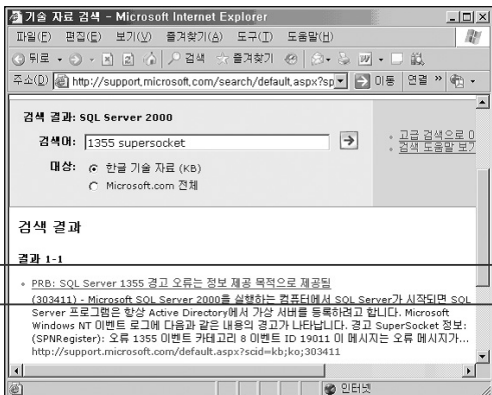 기술 자료 검색 - Microsoft Internet Explorer
파일(F) 편집(E) 보기(V) 즐겨찾기(A) 도구(T) 도움말(H)
뒤로 검색 즐겨찾기
주소(D) http://support.microsoft.com/search/default.aspx?sp 이동 연결 »
검색 결과: SQL Server 2000
검색어: 1355 supersocket
고급 검색으로 이
검색 도움말 보기
대상: 한글 기술 자료 (KB)
Microsoft.com 전체
검색 결과
결과 1-1
PRB: SQL Server 1355 경고 오류는 정보 제공 목적으로 제공됨
(303411) - Microsoft SQL Server 2000을 실행하는 컴퓨터에서 SQL Server가 시작되면 SQL
Server 프로그램은 항상 Active Directory에서 가상 서버를 등록하려고 합니다. Microsoft
Windows NT 이벤트 로그에 다음과 같은 내용의 경고가 나타납니다. 경고 SuperSocket 정보:
(SPNRegister): 오류 1355 이벤트 카테고리 8 이벤트 ID 19011 이 메시지는 오류 메시지가...
http://support.microsoft.com/default.aspx?scid=kb;ko;303411
인터넷